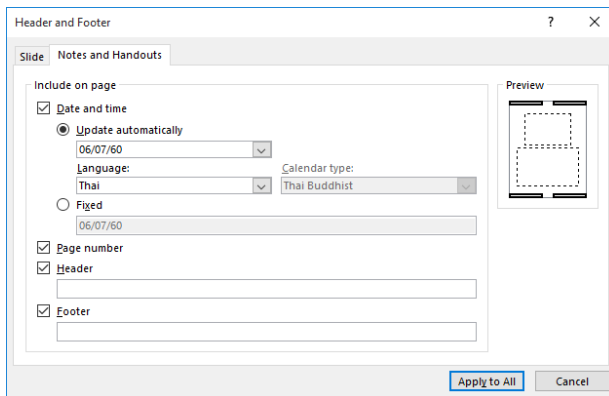 Header and Footer ?
Slide Notes and Handouts
Include on page
Preview
Date and time
Update automatically
06/07/60
Language: Calendar type:
Thai Thai Buddhist
Fixed
06/07/60
Page number
Header
Footer
Apply to All Cancel